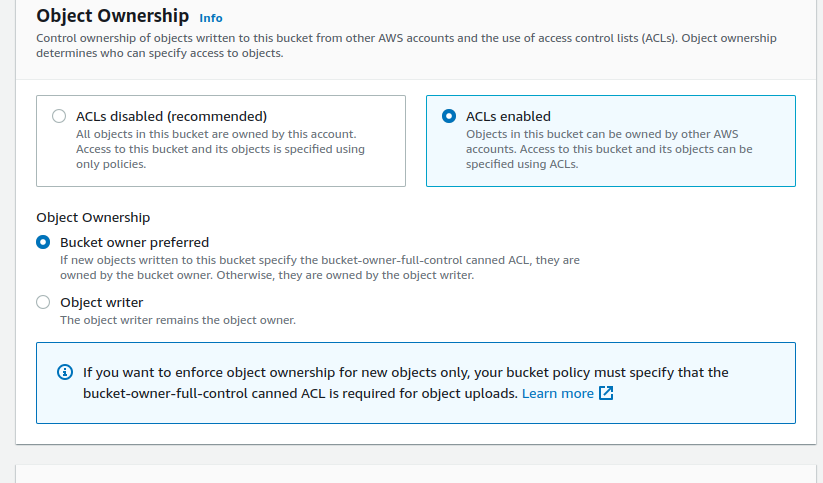 Object Ownership Info
Control ownership of objects written to this bucket from other AWS accounts and the use of access control lists (ACLs). Object ownership
determines who can specify access to objects.
ACLs disabled (recommended)
All objects in this bucket are owned by this account.
Access to this bucket and its objects is specified using
only policies.
ACLs enabled
Objects in this bucket can be owned by other AWS
accounts. Access to this bucket and its objects can be
specified using ACLs.
Object Ownership
Bucket owner preferred
If new objects written to this bucket specify the bucket-owner-full-control canned ACL, they are
owned by the bucket owner. Otherwise, they are owned by the object writer.
Object writer
The object writer remains the object owner.
If you want to enforce object ownership for new objects only, your bucket policy must specify that the
bucket-owner-full-control canned ACL is required for object uploads. Learn more